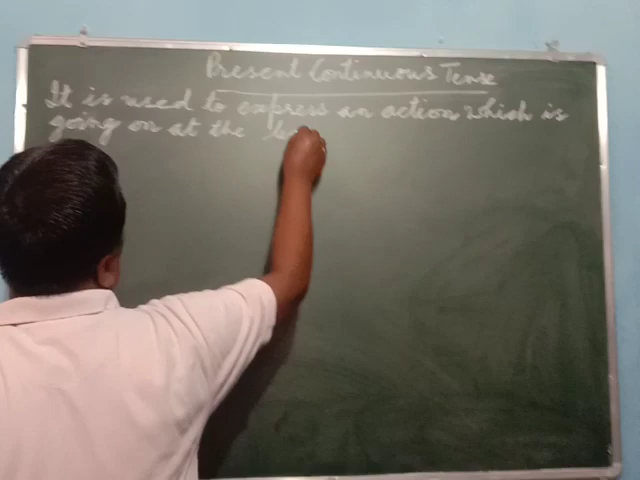 Present Continuous Tense
It is used to express an action which is
going on at the